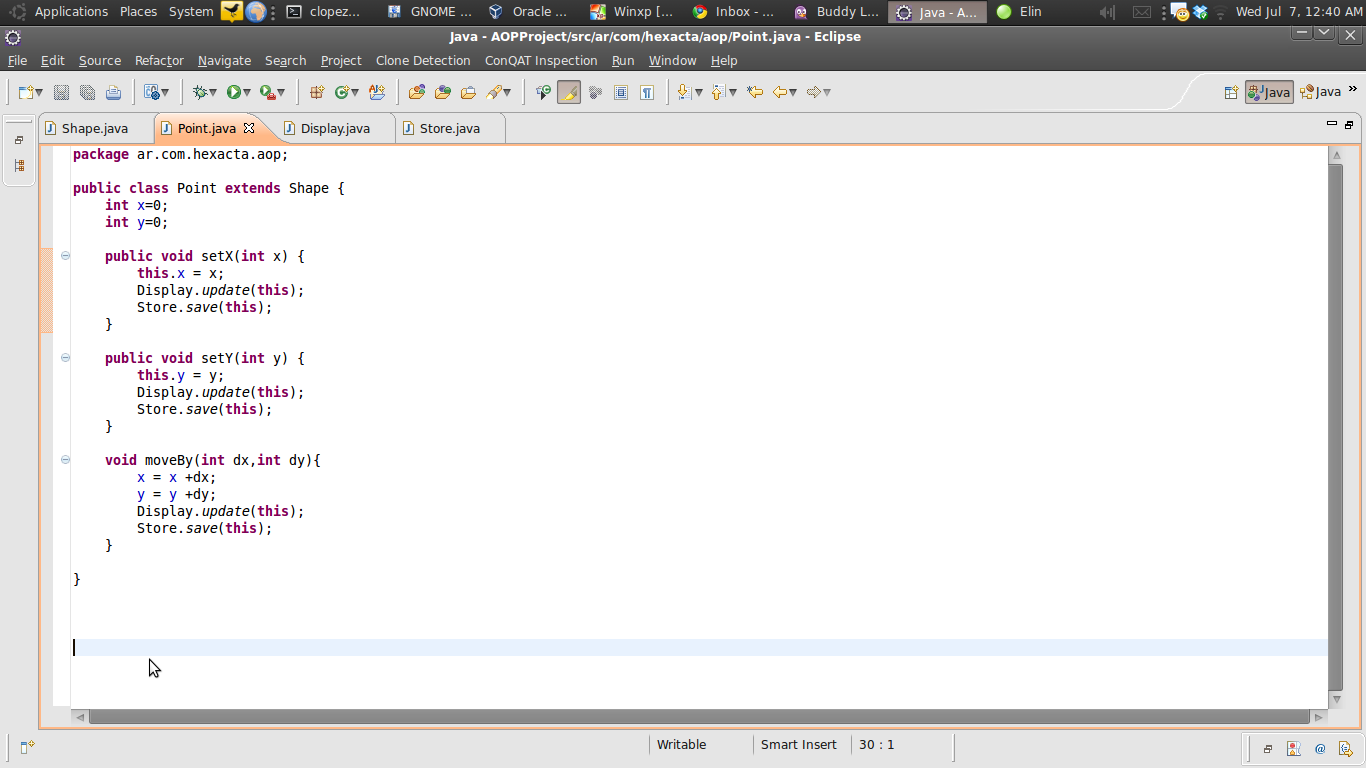 Applications Places System clopez... GNOME ... Oracle ... Winxp [... Inbox - ... Buddy L... Java - A... Elin Wed Jul 7, 12:40 AM
Java - AOPProject/src/ar/com/hexacta/aop/Point.java - Eclipse
File Edit Source Refactor Navigate Search Project Clone Detection ConQAT Inspection Run Window Help
Java Java »
Shape.java Point.java Display.java Store.java
package ar.com.hexacta.aop;
public class Point extends Shape {
int x=0;
int y=0;
public void setX(int x) {
this.x = x;
Display.update(this);
Store.save(this);
}
public void setY(int y) {
this.y = y;
Display.update(this);
Store.save(this);
}
void moveBy(int dx,int dy){
x = x +dx;
y = y +dy;
Display.update(this);
Store.save(this);
}
}
Writable Smart Insert 30 : 1